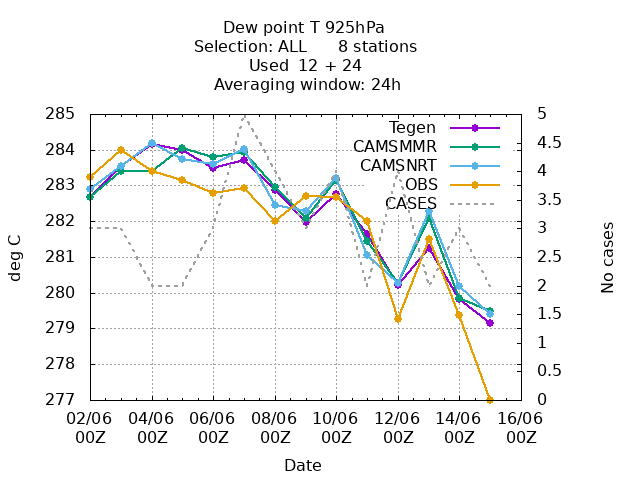 Dew point T 925hPa
Selection: ALL 8 stations
Used 12 + 24
Averaging window: 24h
285
284
283
282
281
280
279
278
277
deg C
5
4.5
4
3.5
3
2.5
2
1.5
1
0.5
0
No cases
Tegen
CAMSMMR
CAMSNRT
OBS
CASES
02/06 04/06 06/06 08/06 10/06 12/06 14/06 16/06
00Z 00Z 00Z 00Z 00Z 00Z 00Z 00Z
Date